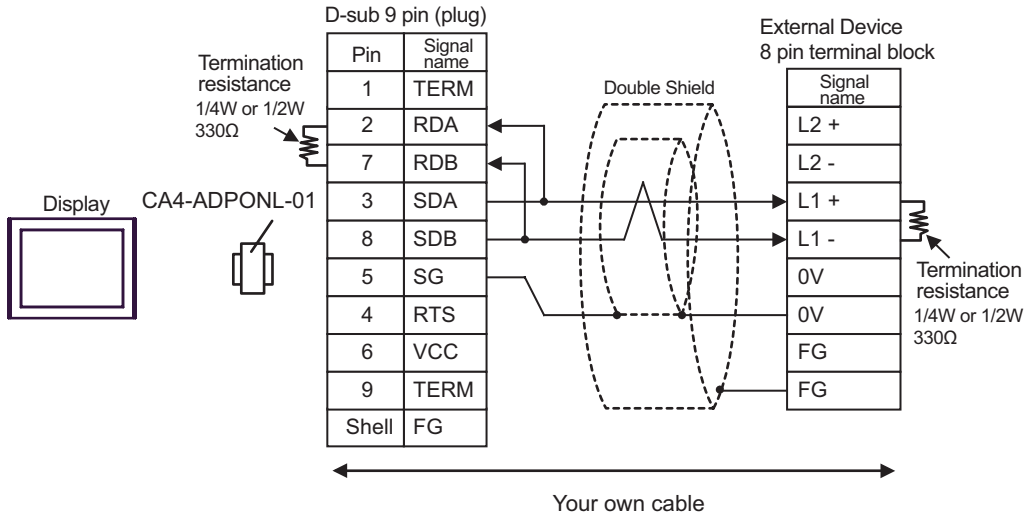 D-sub 9 pin (plug)
External Device
8 pin terminal block
Termination
resistance
1/4W or 1/2W
330Ω
Pin
Signal
name
1
TERM
2
RDA
7
RDB
3
SDA
8
SDB
5
SG
4
RTS
6
VCC
9
TERM
Shell
FG
Display
CA4-ADPONL-01
Double Shield
Signal
name
L2 +
L2 -
L1 +
L1 -
0V
0V
FG
FG
Termination
resistance
1/4W or 1/2W
330Ω
Your own cable